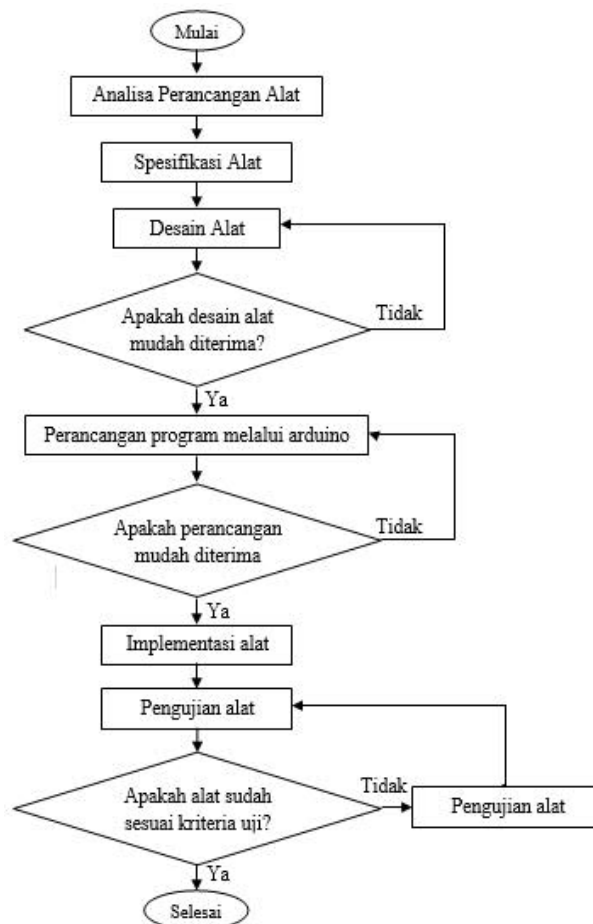 Mulai
Analisa Perancangan Alat
Spesifikasi Alat
Desain Alat
Apakah desain alat
mudah diterima?
Tidak
Ya
Perancangan program melalui arduino
Apakah perancangan
mudah diterima
Tidak
Ya
Implementasi alat
Pengujian alat
Apakah alat sudah
sesuai kriteria uji?
Tidak
Pengujian alat
Ya
Selesai